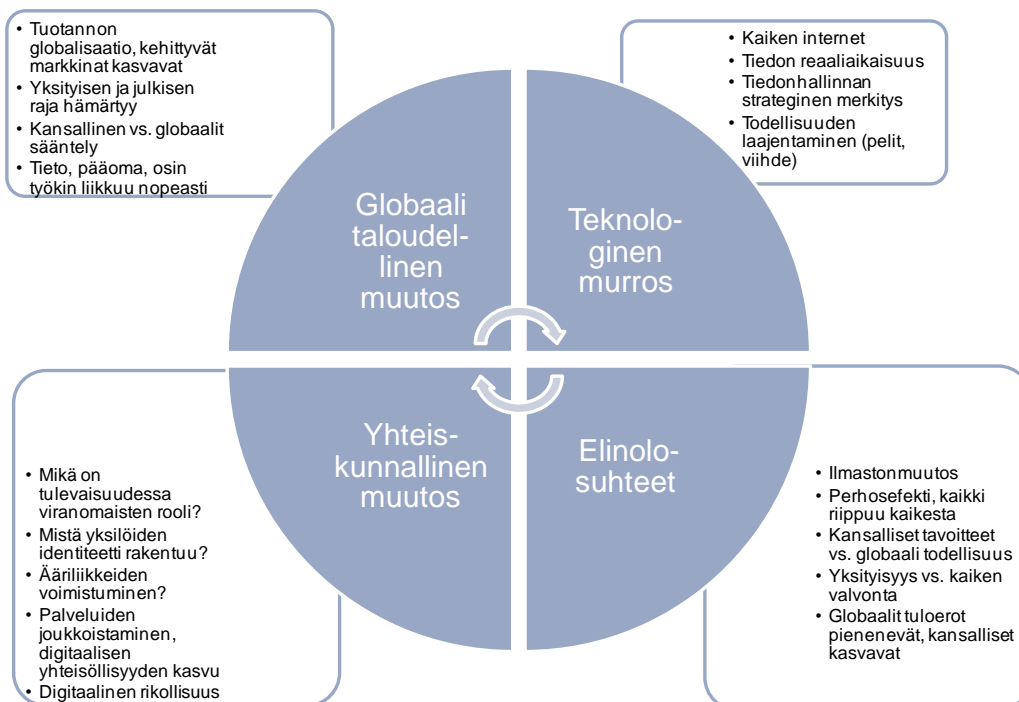 • Tuotannon
globalisaatio, kehittyvät
markkinat kasvavat
• Yksityisen ja julkisen
raja hämärtyy
• Kansallinen vs. globaalit
sääntely
• Tieto, pääoma, osin
työkin liikkuu nopeasti
• Kaiken internet
• Tiedon reaaliaikaisuus
• Tiedonhallinnan
strateginen merkitys
• Todellisuuden
laajentaminen (pelit,
viihde)
Globaali
taloudel-
linen
muutos
Teknolo-
ginen
murros
Yhteis-
kunnallinen
muutos
Elinolo-
suhteet
• Mikä on
tulevaisuudessa
viranomaisten rooli?
• Mistä yksilöiden
identiteetti rakentuu?
• Ääriliikkeiden
voimistuminen?
• Palveluiden
joukkoistaminen,
digitaalisen
yhteisöllisyyden kasvu
• Digitaalinen rikollisuus
• Ilmastonmuutos
• Perhosefekti, kaikki
riippuu kaikesta
• Kansalliset tavoitteet
vs. globaali todellisuus
• Yksityisyys vs. kaiken
valvonta
• Globaalit tuloerot
pienenevät, kansalliset
kasvavat